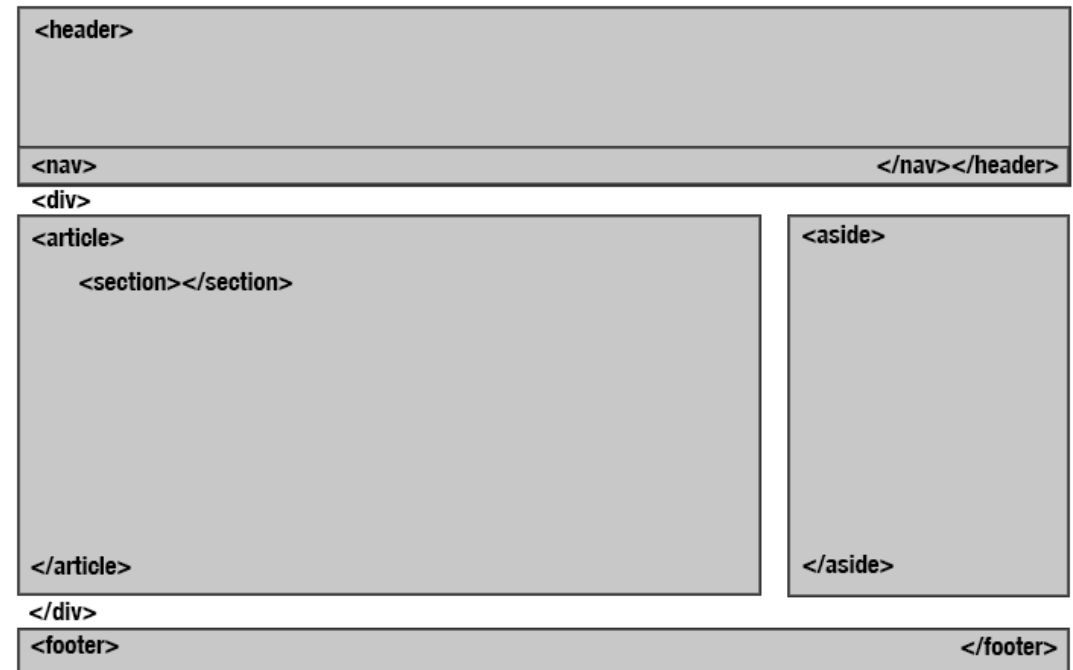 <header>
<nav> </nav></header>
<div>
<article> <aside>
<section></section>
</article> </aside>
</div>
<footer> </footer>